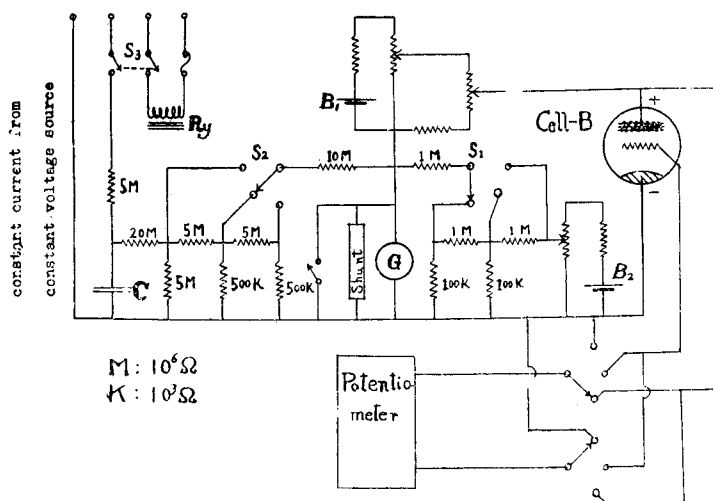 constant current from
constant voltage source
S3
Ry
B1
Cell-B
+
-
S2
10M
1M
S1
5M
20M
5M
5M
1M
1M
C
5M
500K
500K
Shunt
G
100K
100K
B2
M: 10⁶Ω
K: 10³Ω
Potentio-
meter